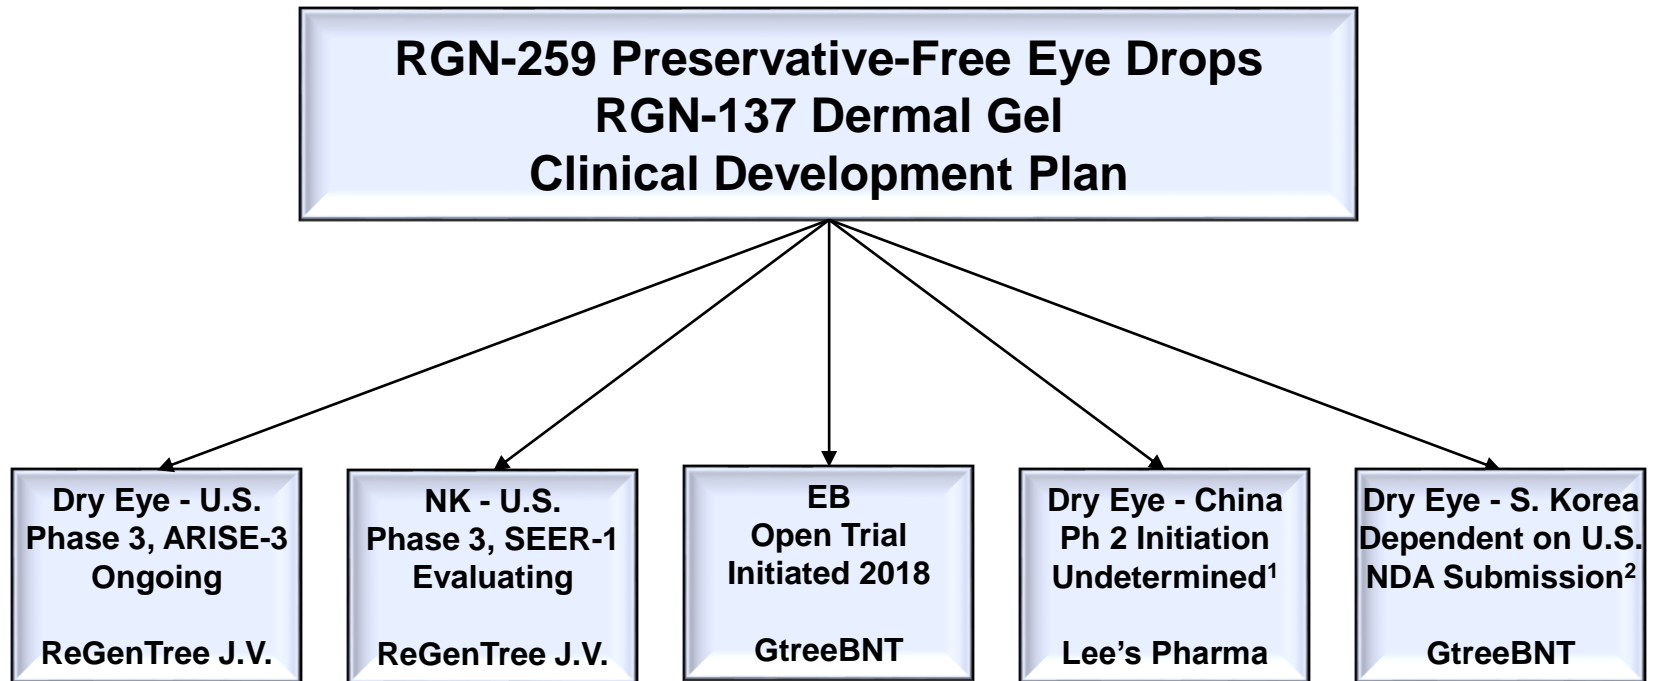 RGN-259 Preservative-Free Eye Drops
RGN-137 Dermal Gel
Clinical Development Plan
Dry Eye - U.S.
Phase 3, ARISE-3
Ongoing
ReGenTree J.V.
NK - U.S.
Phase 3, SEER-1
Evaluating
ReGenTree J.V.
EB
Open Trial
Initiated 2018
GtreeBNT
Dry Eye - China
Ph 2 Initiation
Undetermined¹
Lee's Pharma
Dry Eye - S. Korea
Dependent on U.S.
NDA Submission²
GtreeBNT